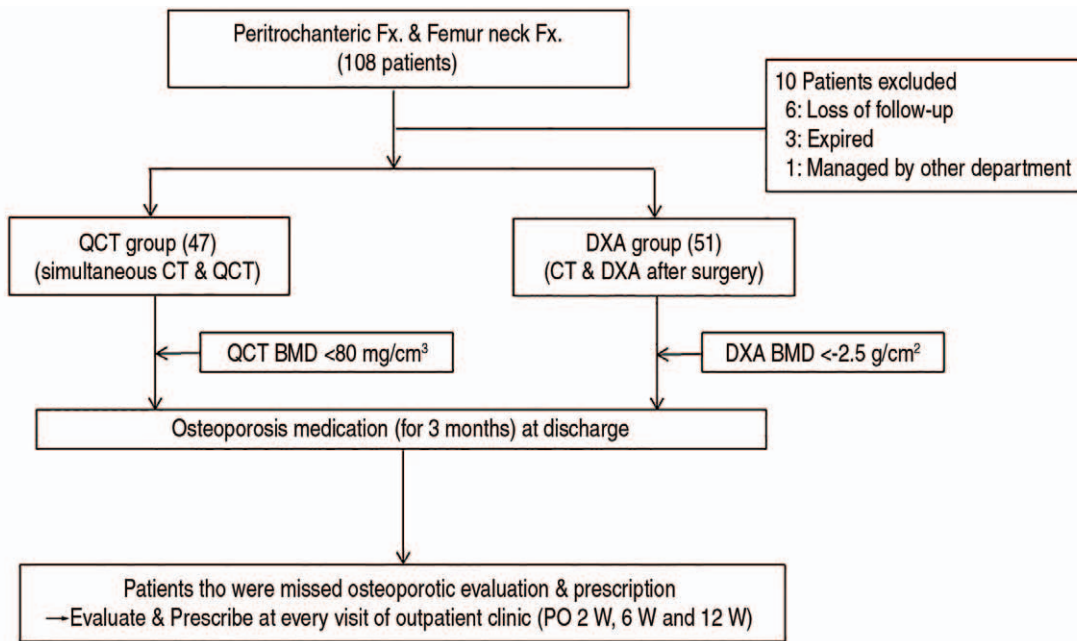 Peritrochanteric Fx. & Femur neck Fx.
(108 patients)
10 Patients excluded
6: Loss of follow-up
3: Expired
1: Managed by other department
QCT group (47)
(simultaneous CT & QCT)
DXA group (51)
(CT & DXA after surgery)
QCT BMD <80 mg/cm³
DXA BMD <-2.5 g/cm²
Osteoporosis medication (for 3 months) at discharge
Patients tho were missed osteoporotic evaluation & prescription
→Evaluate & Prescribe at every visit of outpatient clinic (PO 2 W, 6 W and 12 W)